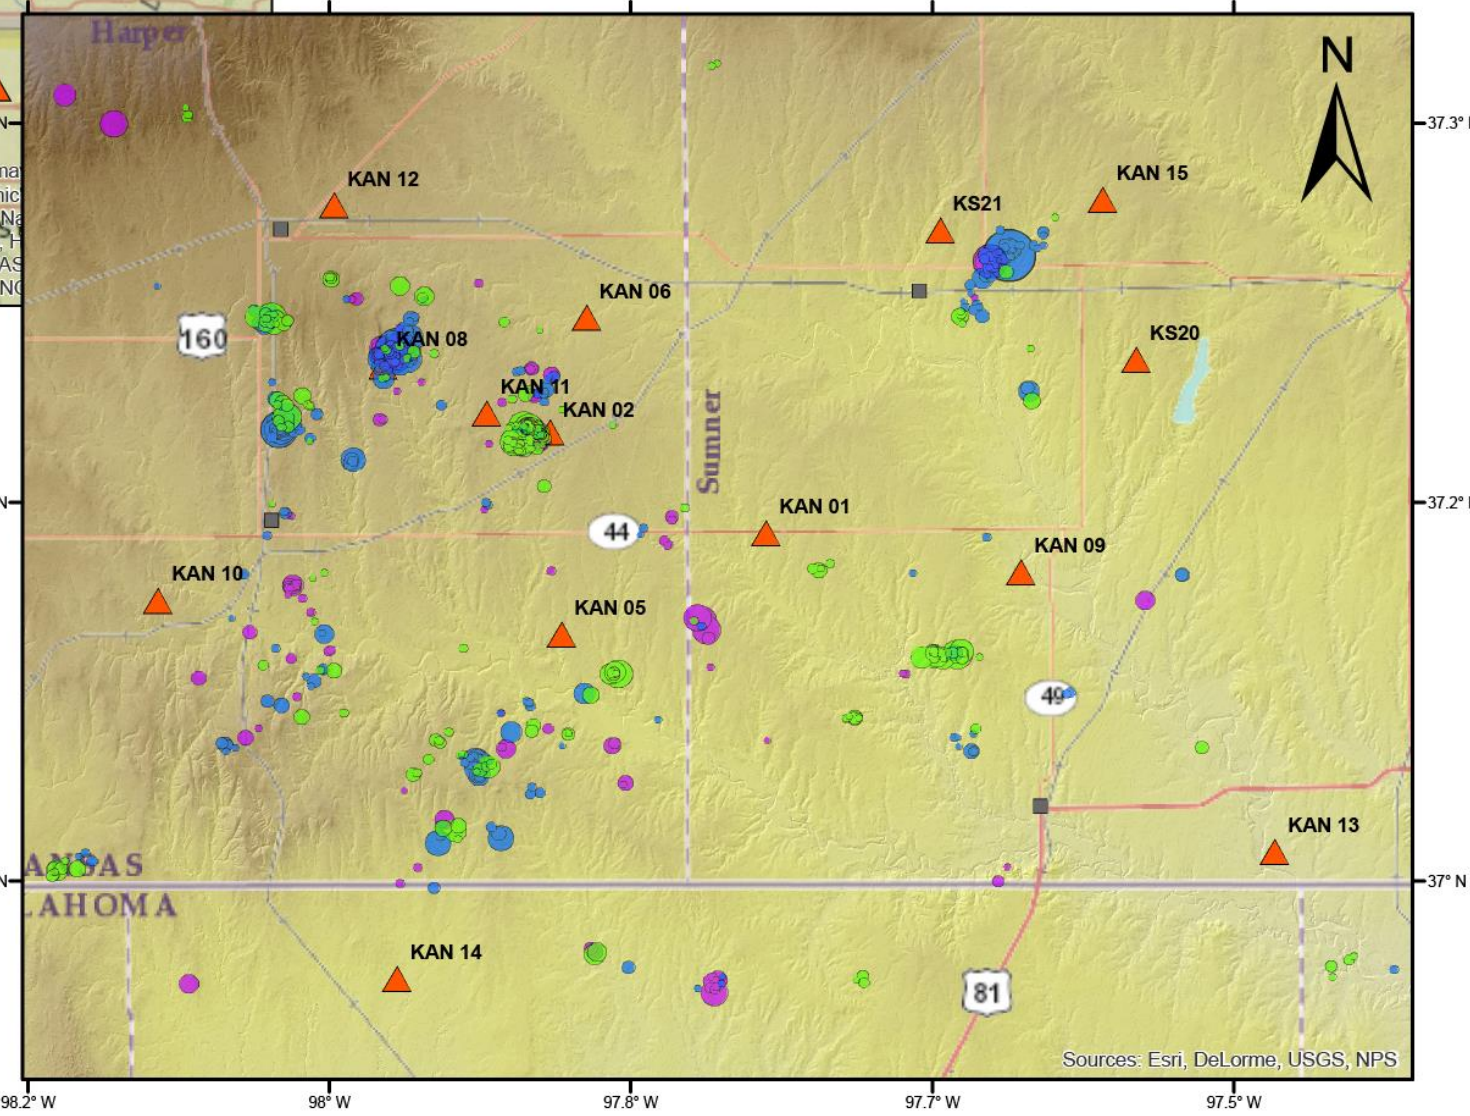 Harper
N
37.3°
KAN 12
KAN 15
KS21
KAN 06
160
KAN 08
KS20
KAN 11
KAN 02
Sumner
N
37.2°
KAN 01
44
KAN 09
KAN 10
KAN 05
49
KAN 13
ANSAS
N
37° N
LAHOMA
KAN 14
81
Sources: Esri, DeLorme, USGS, NPS
98.2° W
98° W
97.8° W
97.7° W
97.5° W